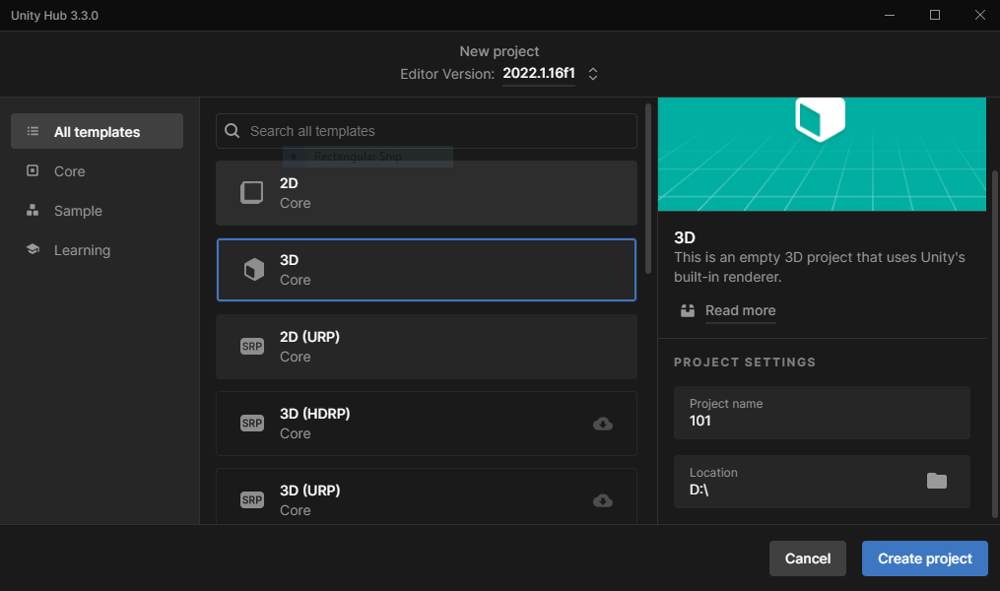 Unity Hub 3.3.0
New project
Editor Version: 2022.1.16f1
All templates
Core
Sample
Learning
Search all templates
Rectangular Snip
2D
Core
3D
Core
SRP
2D (URP)
Core
SRP
3D (HDRP)
Core
SRP
3D (URP)
Core
3D
This is an empty 3D project that uses Unity's
built-in renderer.
Read more
PROJECT SETTINGS
Project name
101
Location
D:\
Cancel
Create project